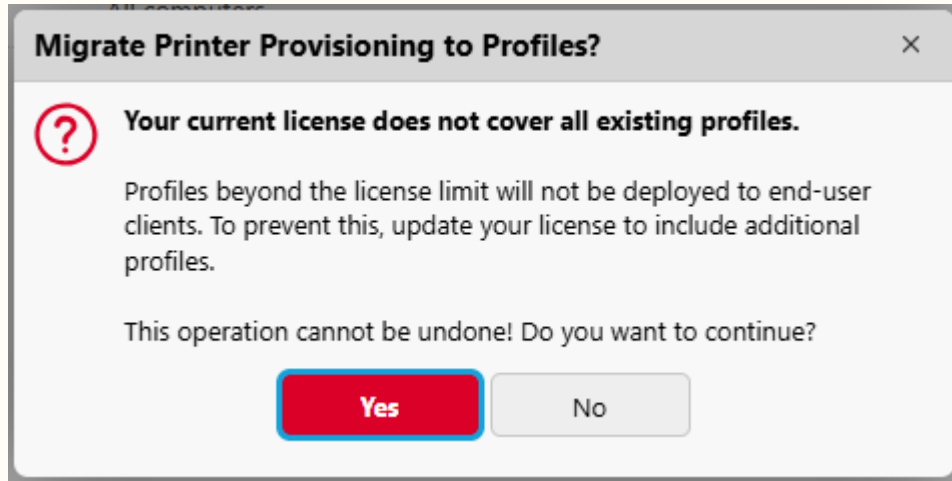 All computers
Migrate Printer Provisioning to Profiles?
Your current license does not cover all existing profiles.
Profiles beyond the license limit will not be deployed to end-user
clients. To prevent this, update your license to include additional
profiles.
This operation cannot be undone! Do you want to continue?
Yes
No